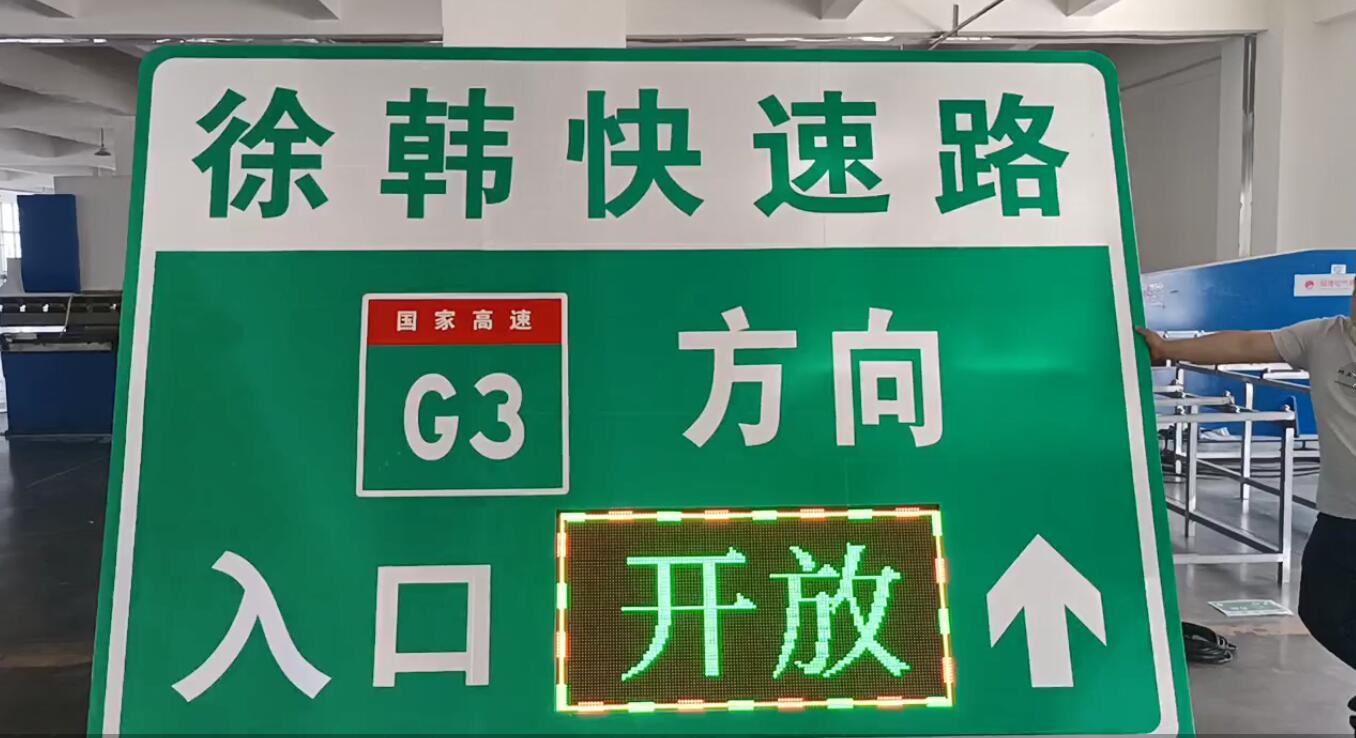 徐韩快速路
国家高速
G3
方向
入口
开放